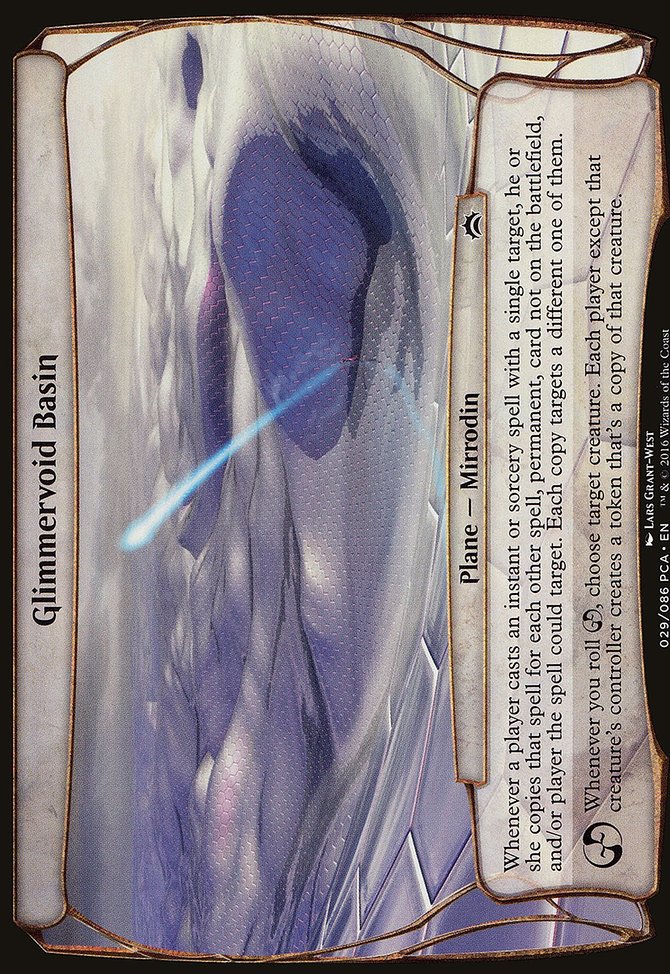 Glimmervoid Basin
Plane — Mirrodin
Whenever a player casts an instant or sorcery spell with a single target, he or
she copies that spell for each other spell, permanent, card not on the battlefield,
and/or player the spell could target. Each copy targets a different one of them.
Whenever you roll , choose target creature. Each player except that
creature's controller creates a token that's a copy of that creature.
029/086 PCA • EN Lars Grant-West
™ & © 2016 Wizards of the Coast